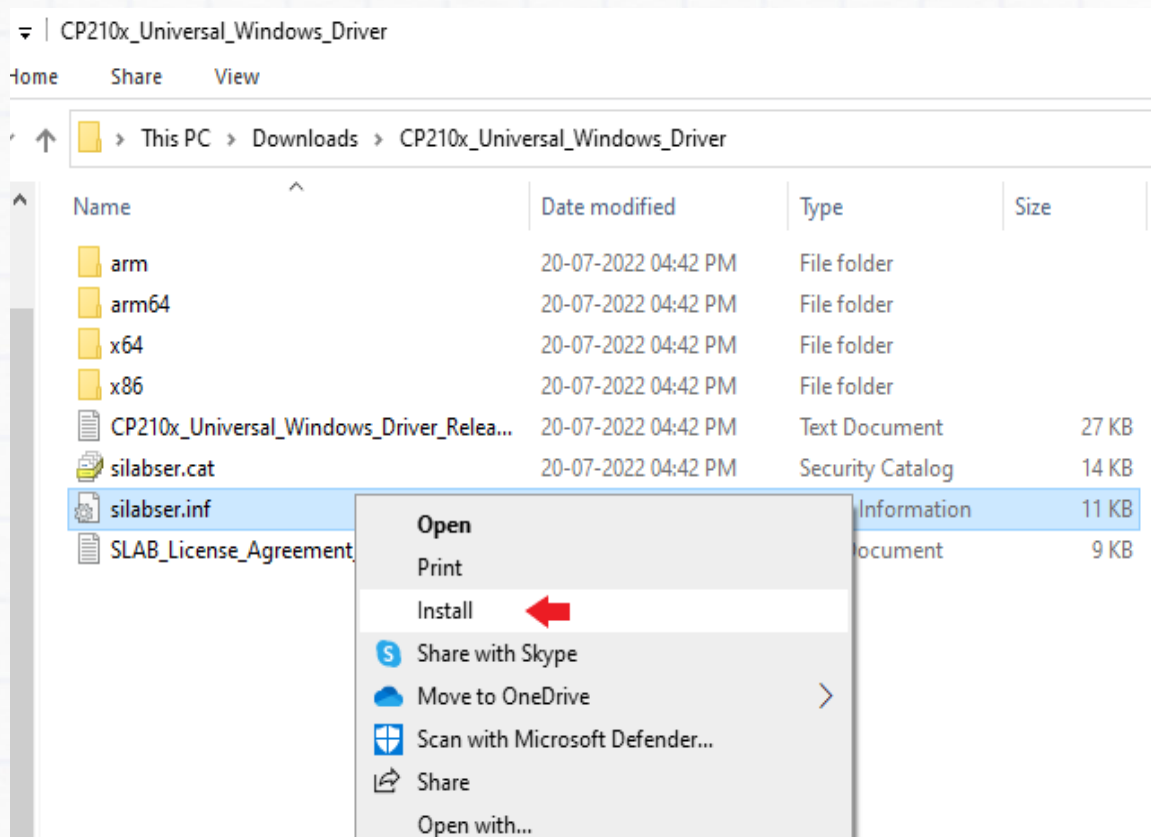 CP210x_Universal_Windows_Driver
Home Share View
This PC > Downloads > CP210x_Universal_Windows_Driver
Name Date modified Type Size
arm 20-07-2022 04:42 PM File folder
arm64 20-07-2022 04:42 PM File folder
x64 20-07-2022 04:42 PM File folder
x86 20-07-2022 04:42 PM File folder
CP210x_Universal_Windows_Driver_Relea... 20-07-2022 04:42 PM Text Document 27 KB
silabser.cat 20-07-2022 04:42 PM Security Catalog 14 KB
silabser.inf Information 11 KB
SLAB_License_Agreement_ ocument 9 KB
Open
Print
Install
Share with Skype
Move to OneDrive
Scan with Microsoft Defender...
Share
Open with...